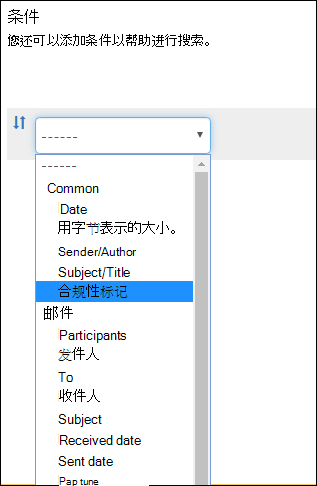 条件
您还可以添加条件以帮助进行搜索。
------
------
Common
Date
用字节表示的大小。
Sender/Author
Subject/Title
合规性标记
邮件
Participants
发件人
To
收件人
Subject
Received date
Sent date
Pap tune